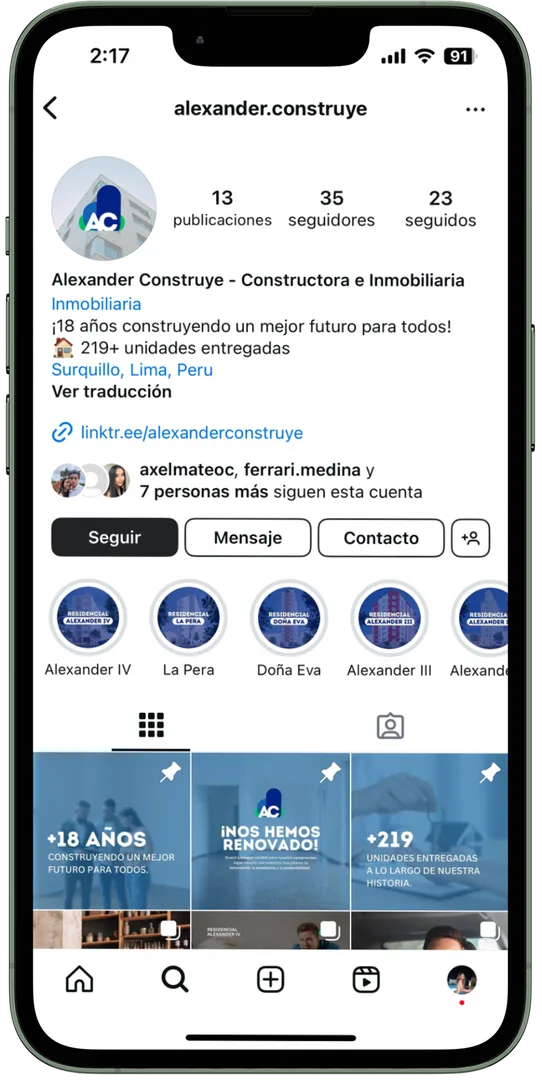 2:17
91
alexander.construye
AC
13
publicaciones
35
seguidores
23
seguidos
Alexander Construye - Constructora e Inmobiliaria
Inmobiliaria
¡18 años construyendo un mejor futuro para todos!
219+ unidades entregadas
Surquillo, Lima, Peru
Ver traducción
linktr.ee/alexanderconstruye
axelmateoc, ferrari.medina y
7 personas más siguen esta cuenta
Seguir
Mensaje
Contacto
RESIDENCIAL
ALEXANDER IV
RESIDENCIAL
LA PERA
RESIDENCIAL
DOÑA EVA
RESIDENCIAL
ALEXANDER III
RESIDENCIAL
ALEXANDER
Alexander IV
La Pera
Doña Eva
Alexander III
Alexande
+18 AÑOS
CONSTRUYENDO UN MEJOR
FUTURO PARA TODOS.
AC
¡NOS HEMOS
RENOVADO!
+219
UNIDADES ENTREGADAS
A LO LARGO DE NUESTRA
HISTORIA.
RESIDENCIAL
ALEXANDER IV